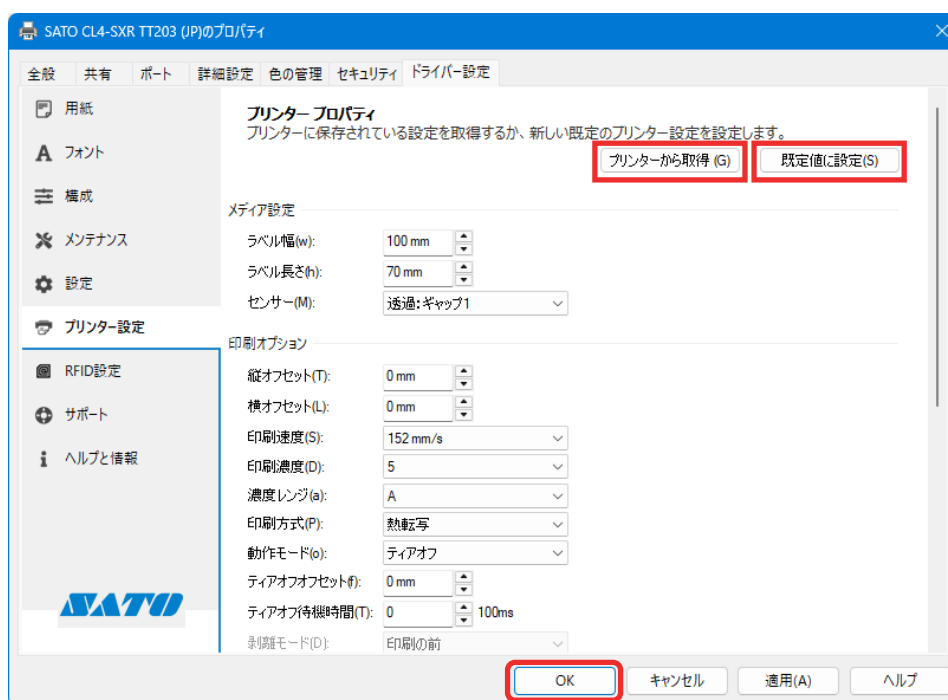 SATO CL4-SXR TT203 (JP)のプロパティ
全般 共有 ポート 詳細設定 色の管理 セキュリティ ドライバー設定
用紙
フォント
構成
メンテナンス
設定
プリンター設定
RFID設定
サポート
ヘルプと情報
SATO
プリンター プロパティ
プリンターに保存されている設定を取得するか、新しい既定のプリンター設定を設定します。
プリンターから取得 (G) 既定値に設定(S)
メディア設定
ラベル幅(w): 100 mm
ラベル長さ(h): 70 mm
センサー(M): 透過:ギャップ1
印刷オプション
縦オフセット(T): 0 mm
横オフセット(L): 0 mm
印刷速度(S): 152 mm/s
印刷濃度(D): 5
濃度レンジ(a): A
印刷方式(P): 熱転写
動作モード(o): ティアオフ
ティアオフオフセット(f): 0 mm
ティアオフ待機時間(T): 0 100ms
剥離モード(D): 印刷の前
OK キャンセル 適用(A) ヘルプ